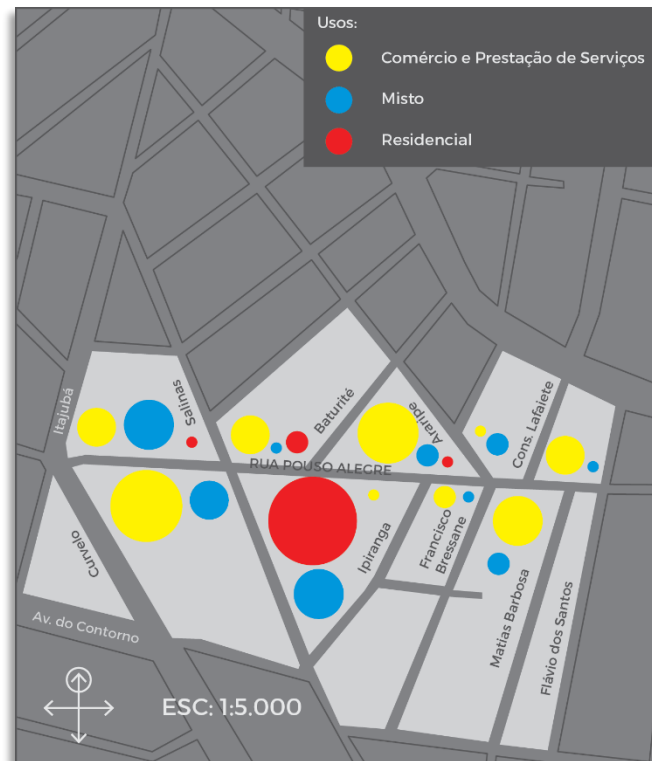 Usos:
Comércio e Prestação de Serviços
Misto
Residencial
Itajubá
Salinas
Baturité
Araripe
Cons. Lafaiete
RUA POUSO ALEGRE
Curvelo
Ipiranga
Francisco
Bressane
Matias Barbosa
Flávio dos Santos
Av. do Contorno
ESC: 1:5.000